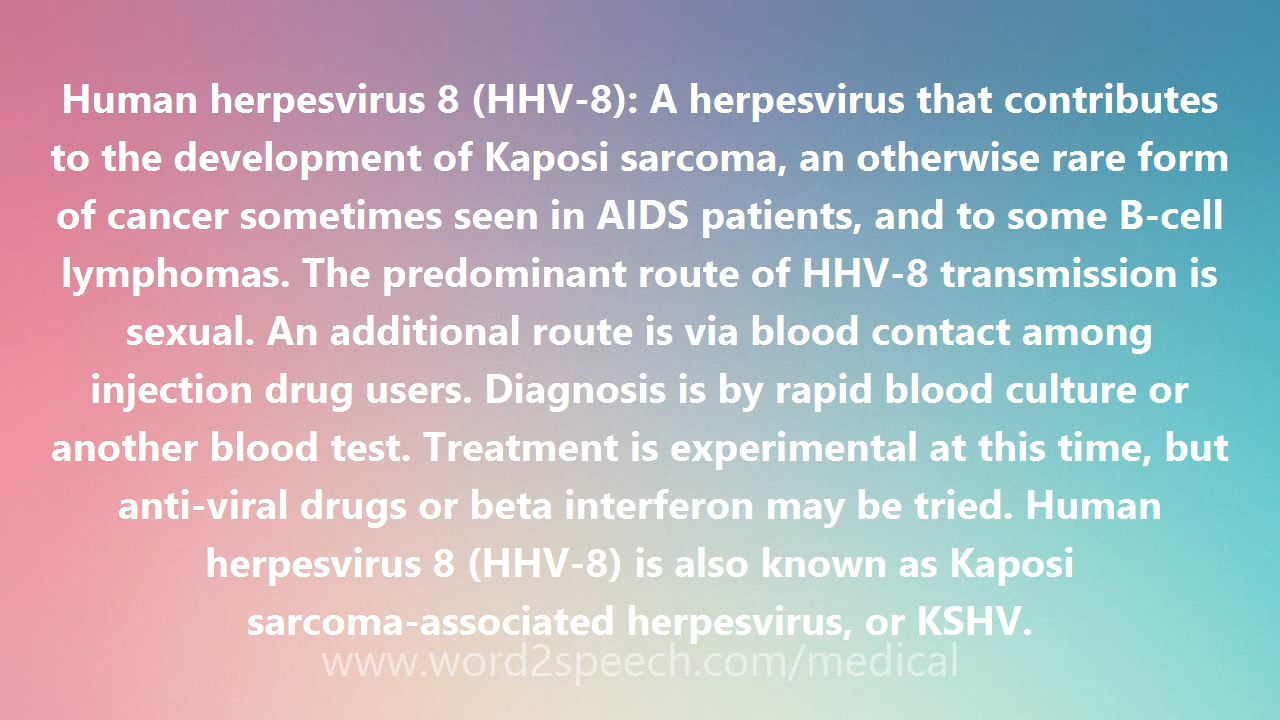 Human herpesvirus 8 (HHV-8): A herpesvirus that contributes
to the development of Kaposi sarcoma, an otherwise rare form
of cancer sometimes seen in AIDS patients, and to some B-cell
lymphomas. The predominant route of HHV-8 transmission is
sexual. An additional route is via blood contact among
injection drug users. Diagnosis is by rapid blood culture or
another blood test. Treatment is experimental at this time, but
anti-viral drugs or beta interferon may be tried. Human
herpesvirus 8 (HHV-8) is also known as Kaposi
sarcoma-associated herpesvirus, or KSHV.
www.word2speech.com/medical